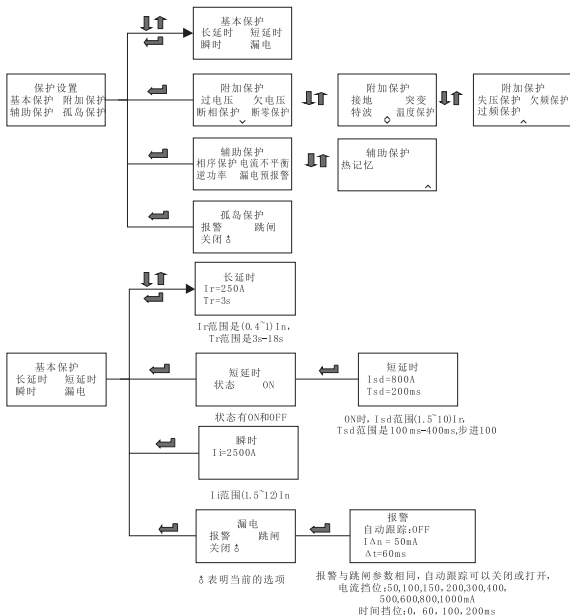 基本保护
长延时 短延时
瞬时 漏电
保护设置
基本保护 附加保护
辅助保护 孤岛保护
附加保护
过电压 欠电压
断相保护 断零保护
附加保护
接地 突变
特波 温度保护
附加保护
失压保护 欠频保护
过频保护
辅助保护
相序保护 电流不平衡
逆功率 漏电预报警
辅助保护
热记忆
孤岛保护
报警 跳闸
关闭
长延时
Ir=250A
Tr=3s
Ir范围是(0.4~1)In,
Tr范围是3s-18s
基本保护
长延时 短延时
瞬时 漏电
短延时
状态 ON
状态有ON和OFF
短延时
Isd=800A
Tsd=200ms
ON时, Isd范围(1.5~10)Ir,
Tsd范围是100ms-400ms,步进100
瞬时
Ii=2500A
Ii范围(1.5~12)In
漏电
报警 跳闸
关闭
表明当前的选项
报警
自动跟踪:OFF
IΔn = 50mA
Δt=60ms
报警与跳闸参数相同, 自动跟踪可以关闭或打开,
电流挡位:50,100,150,200,300,400,
500,600,800,1000mA
时间挡位:0, 60, 100, 200ms